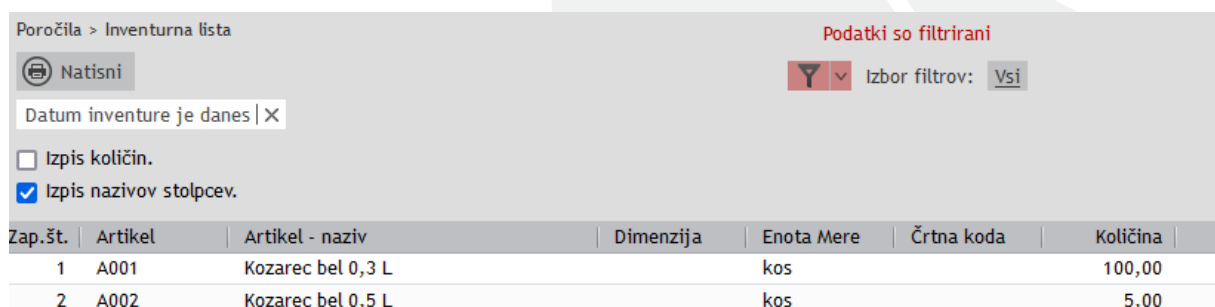 Poročila > Inventurna lista
Podatki so filtrirani
Natisni
Izbor filtrov: Vsi
Datum inventure je danes
Izpis količin.
Izpis nazivov stolpcev.
Zap.št. Artikel Artikel - naziv Dimenzija Enota Mere Črtna koda Količina
1 A001 Kozarec bel 0,3 L kos 100,00
2 A002 Kozarec bel 0,5 L kos 5,00